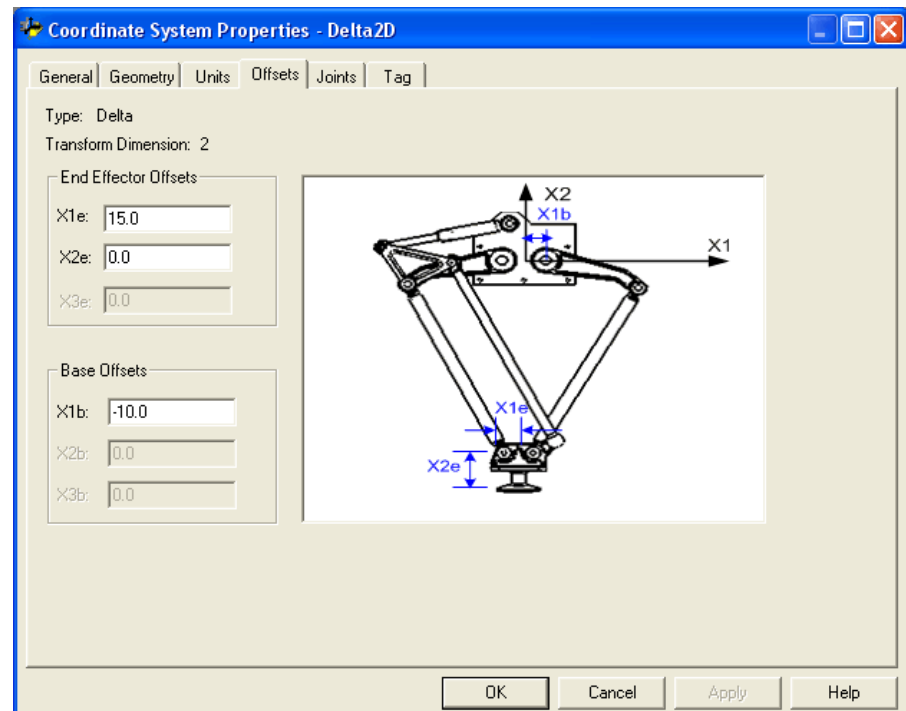 Coordinate System Properties - Delta2D
General Geometry Units Offsets Joints Tag
Type: Delta
Transform Dimension: 2
End Effector Offsets
X1e: 15.0
X2e: 0.0
X3e: 0.0
Base Offsets
X1b: -10.0
X2b: 0.0
X3b: 0.0
X2
X1b
X1
X1e
X2e
OK Cancel Apply Help